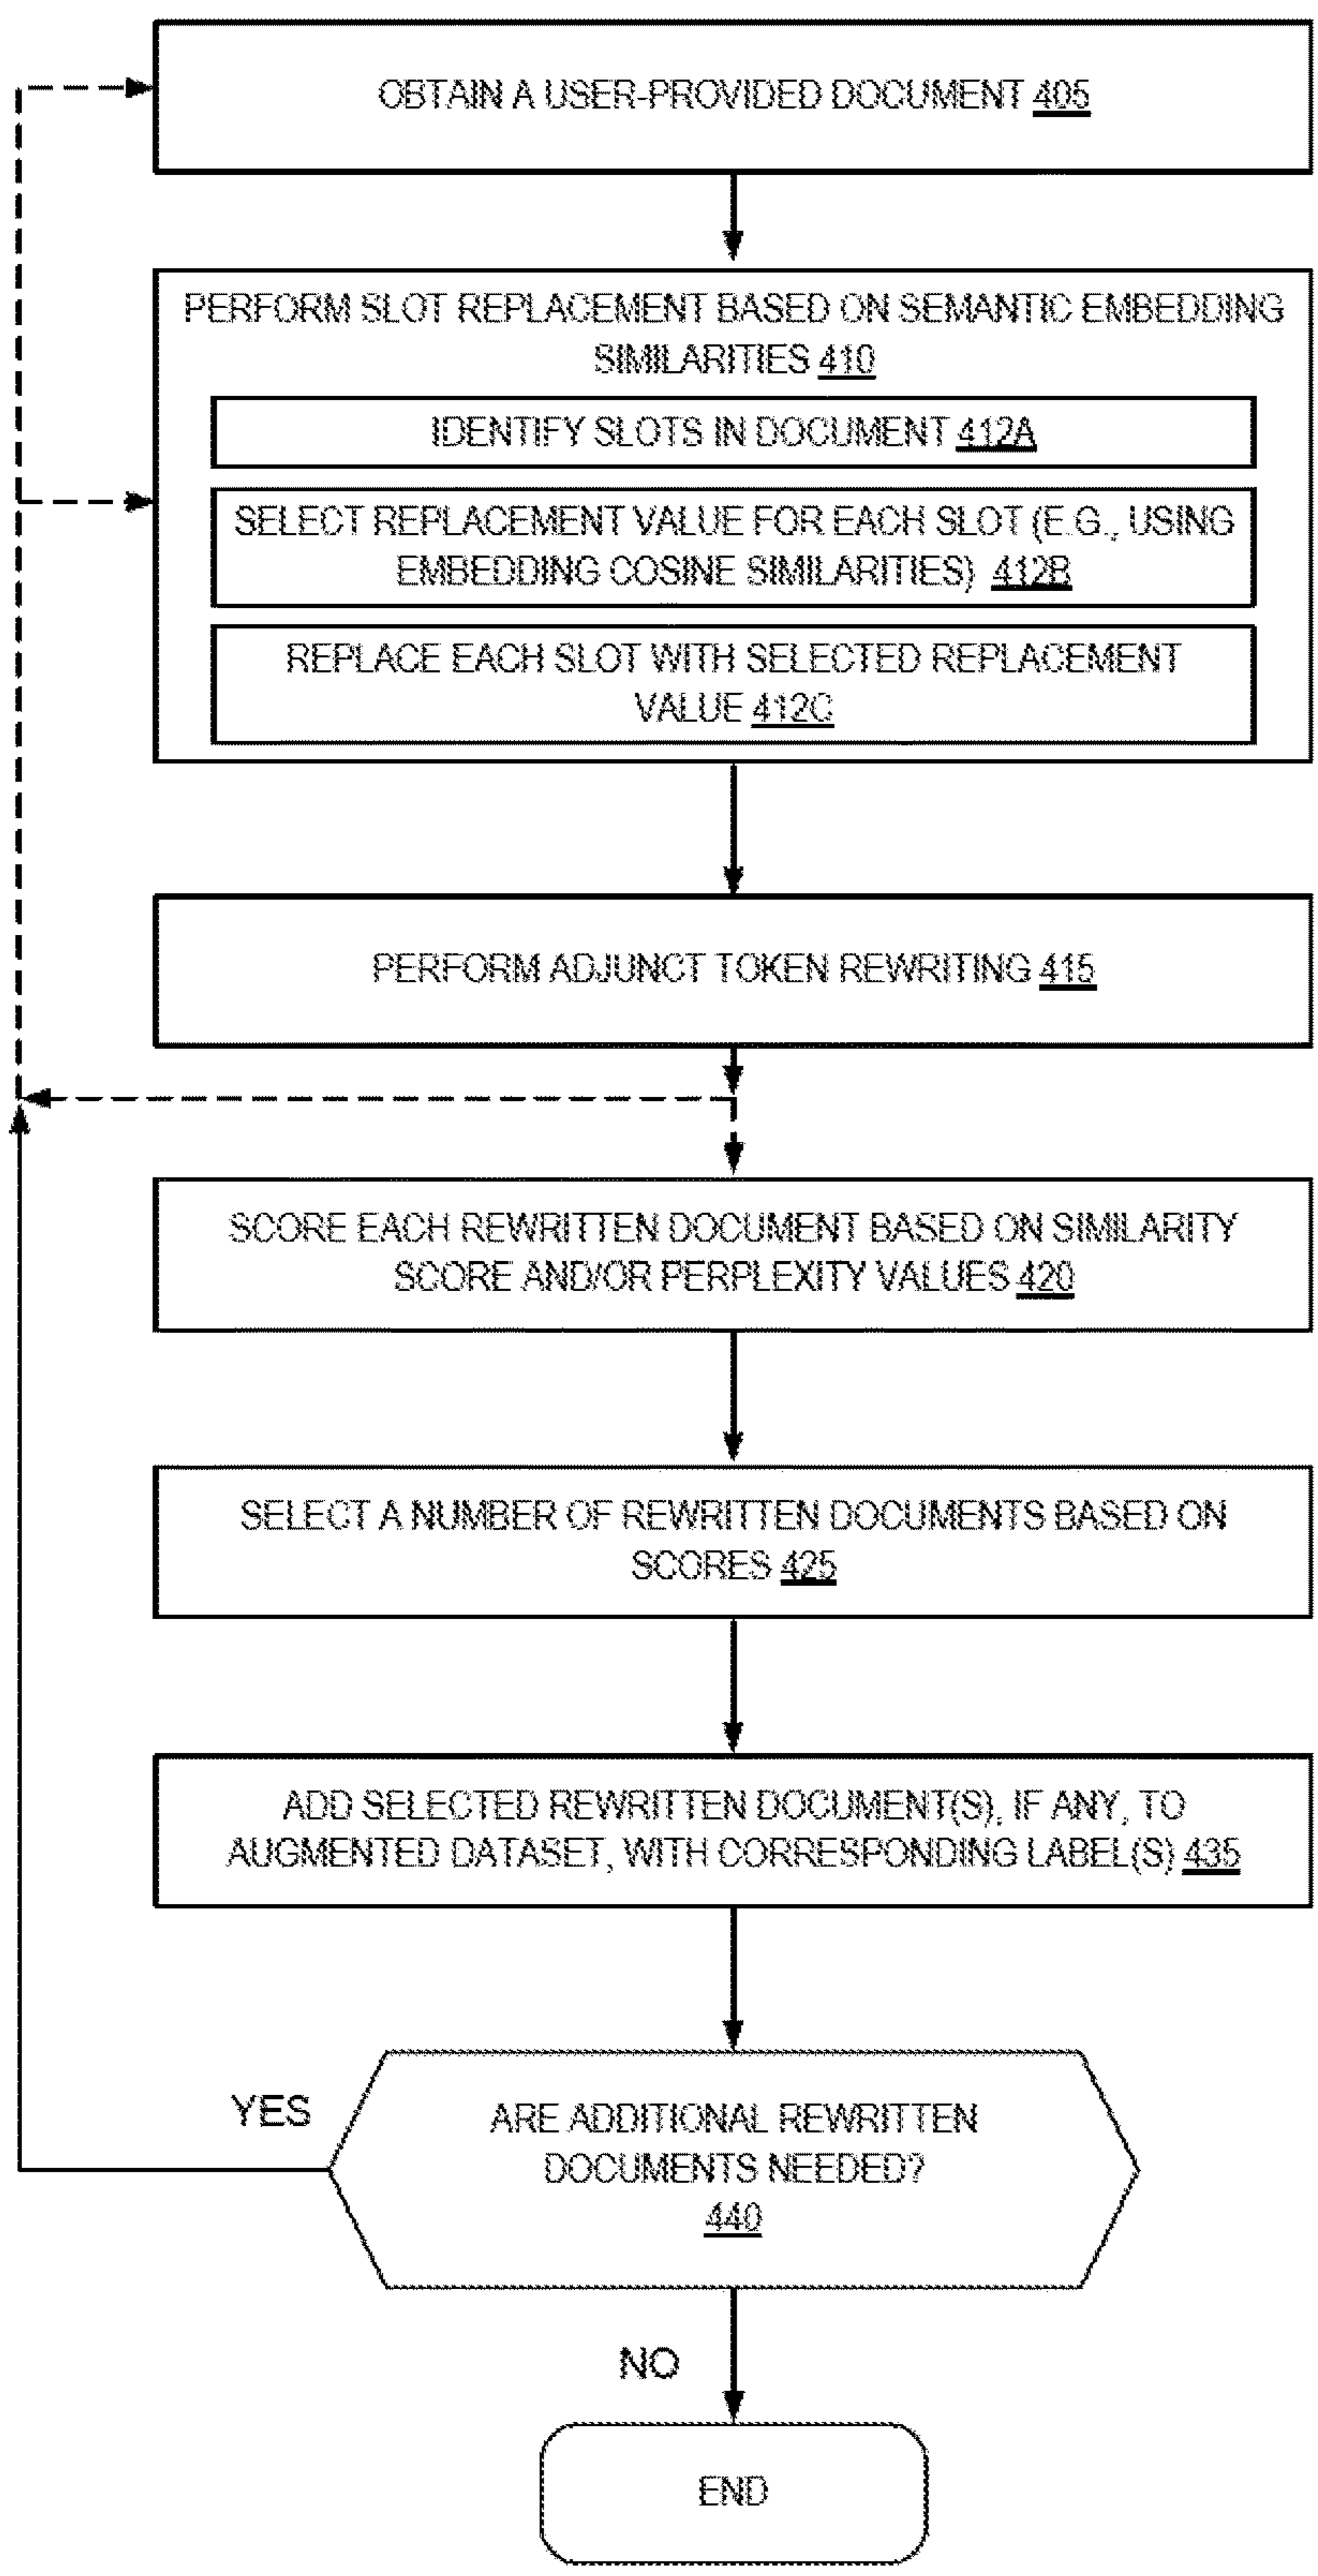 OBTAIN A USER-PROVIDED DOCUMENT 405
PERFORM SLOT REPLACEMENT BASED ON SEMANTIC EMBEDDING
SIMILARITIES 410
IDENTIFY SLOTS IN DOCUMENT 412A
SELECT REPLACEMENT VALUE FOR EACH SLOT (E.G., USING
EMBEDDING COSINE SIMILARITIES) 412B
REPLACE EACH SLOT WITH SELECTED REPLACEMENT
VALUE 412C
PERFORM ADJUNCT TOKEN REWRITING 415
SCORE EACH REWRITTEN DOCUMENT BASED ON SIMILARITY
SCORE AND/OR PERPLEXITY VALUES 420
SELECT A NUMBER OF REWRITTEN DOCUMENTS BASED ON
SCORES 425
ADD SELECTED REWRITTEN DOCUMENT(S), IF ANY, TO
AUGMENTED DATASET, WITH CORRESPONDING LABEL(S) 435
YES
ARE ADDITIONAL REWRITTEN
DOCUMENTS NEEDED?
440
NO
END